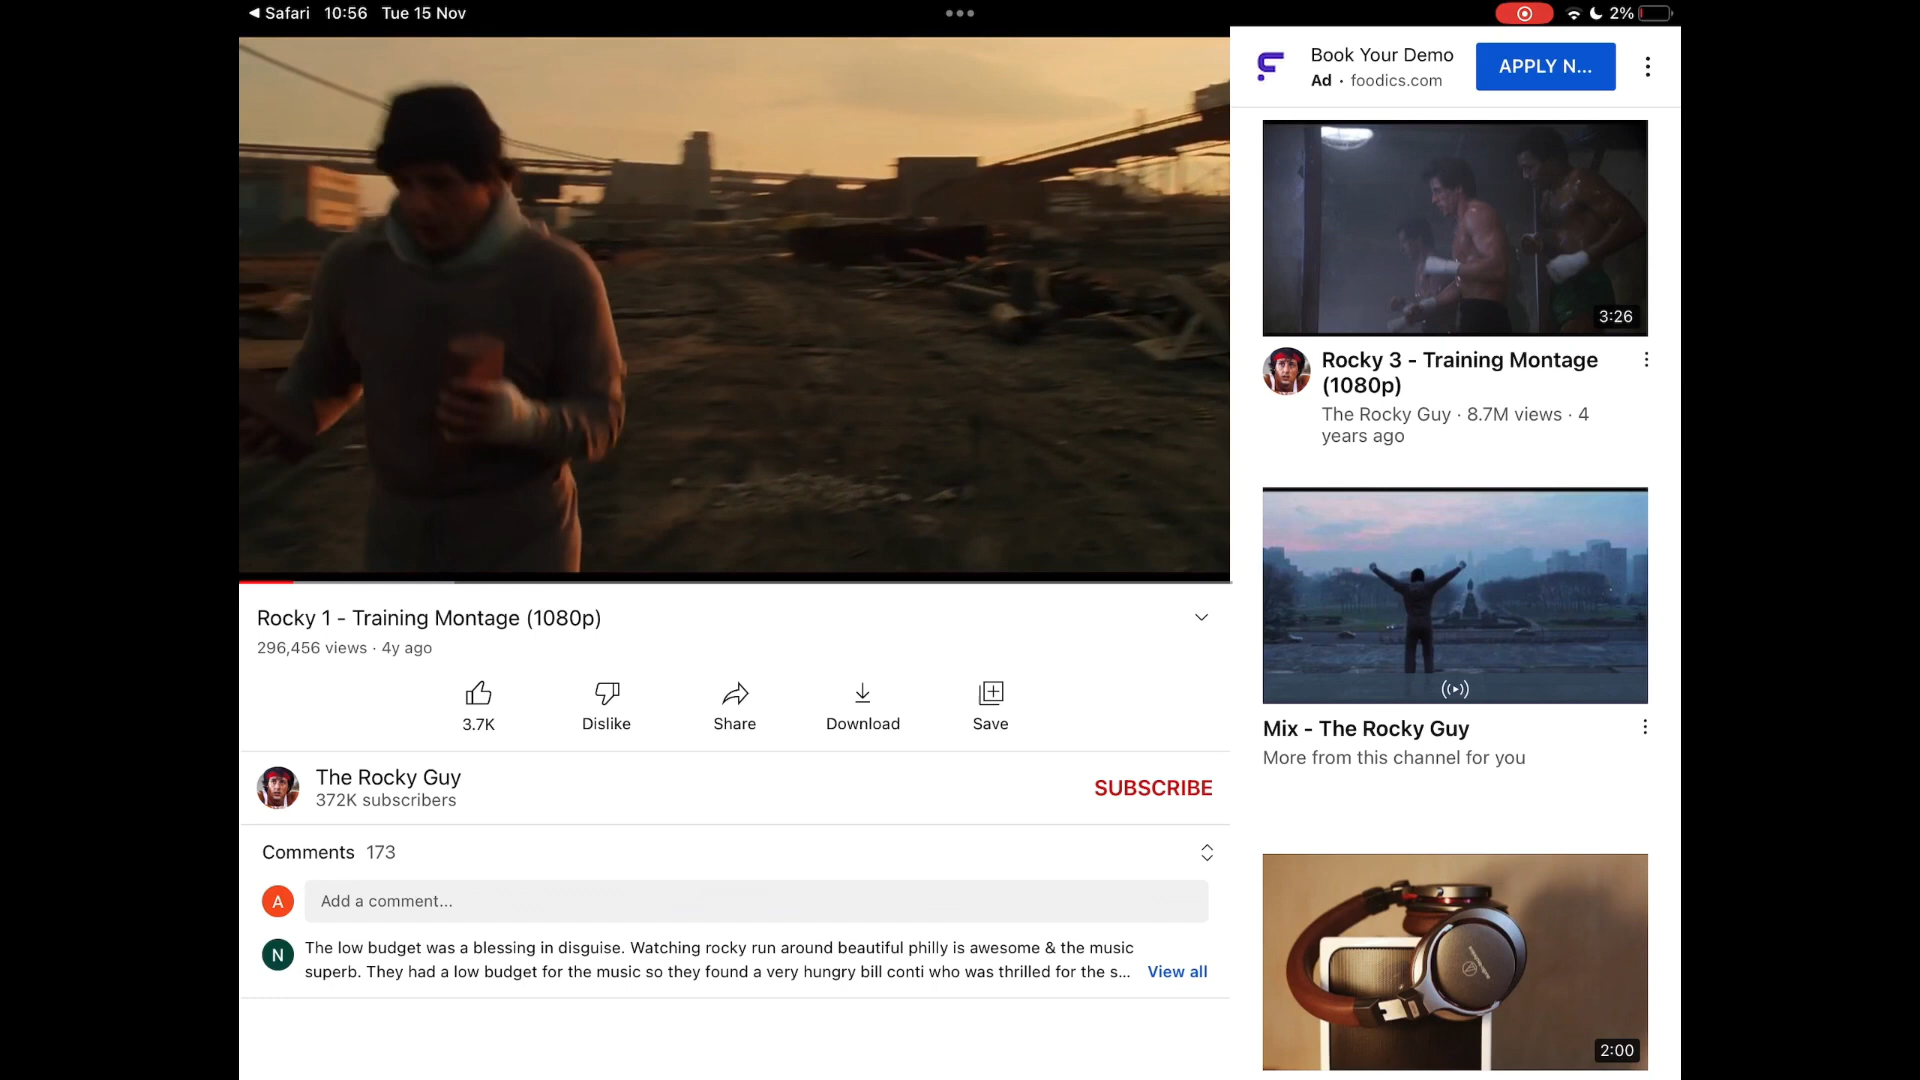 Safari 10:56 Tue 15 Nov
2%
Book Your Demo
Ad · foodics.com
APPLY N...
3:26
Rocky 3 - Training Montage
(1080p)
The Rocky Guy · 8.7M views · 4
years ago
Rocky 1 - Training Montage (1080p)
296,456 views · 4y ago
3.7K
Dislike
Share
Download
Save
The Rocky Guy
372K subscribers
SUBSCRIBE
Mix - The Rocky Guy
More from this channel for you
Comments 173
A
Add a comment...
N
The low budget was a blessing in disguise. Watching rocky run around beautiful philly is awesome & the music
superb. They had a low budget for the music so they found a very hungry bill conti who was thrilled for the s... View all
2:00